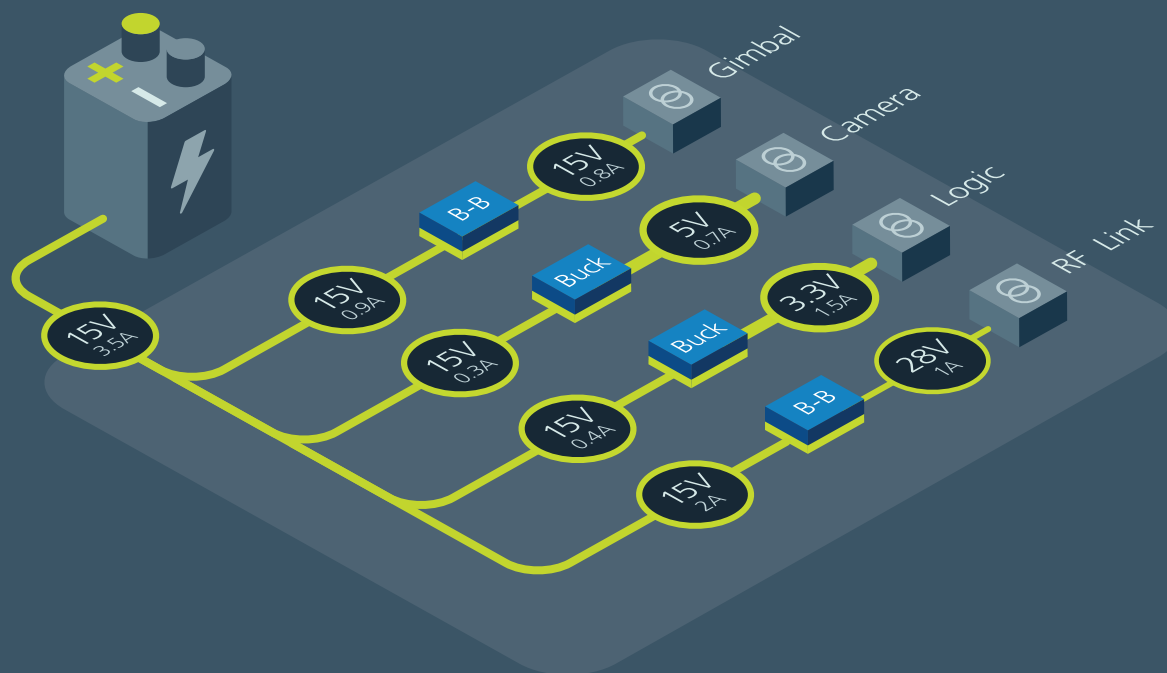 Gimbal
Camera
Logic
RF Link
15V
0.8A
B-B
15V
0.9A
15V
3.5A
5V
0.7A
Buck
15V
0.3A
3.3V
1.5A
Buck
15V
0.4A
28V
1A
B-B
15V
2A